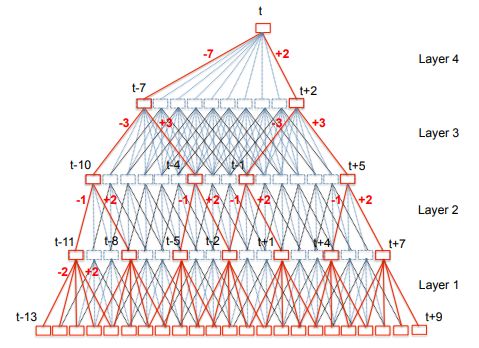 t
-7 +2
Layer 4
t-7 t+2
-3 +3 -3 +3
Layer 3
t-10 t-4 t-1 t+5
-1 +2 -1 +2 -1 +2 -1 +2
Layer 2
t-11 t-8 t-5 t-2 t+1 t+4 t+7
-2 +2
Layer 1
t-13 t+9